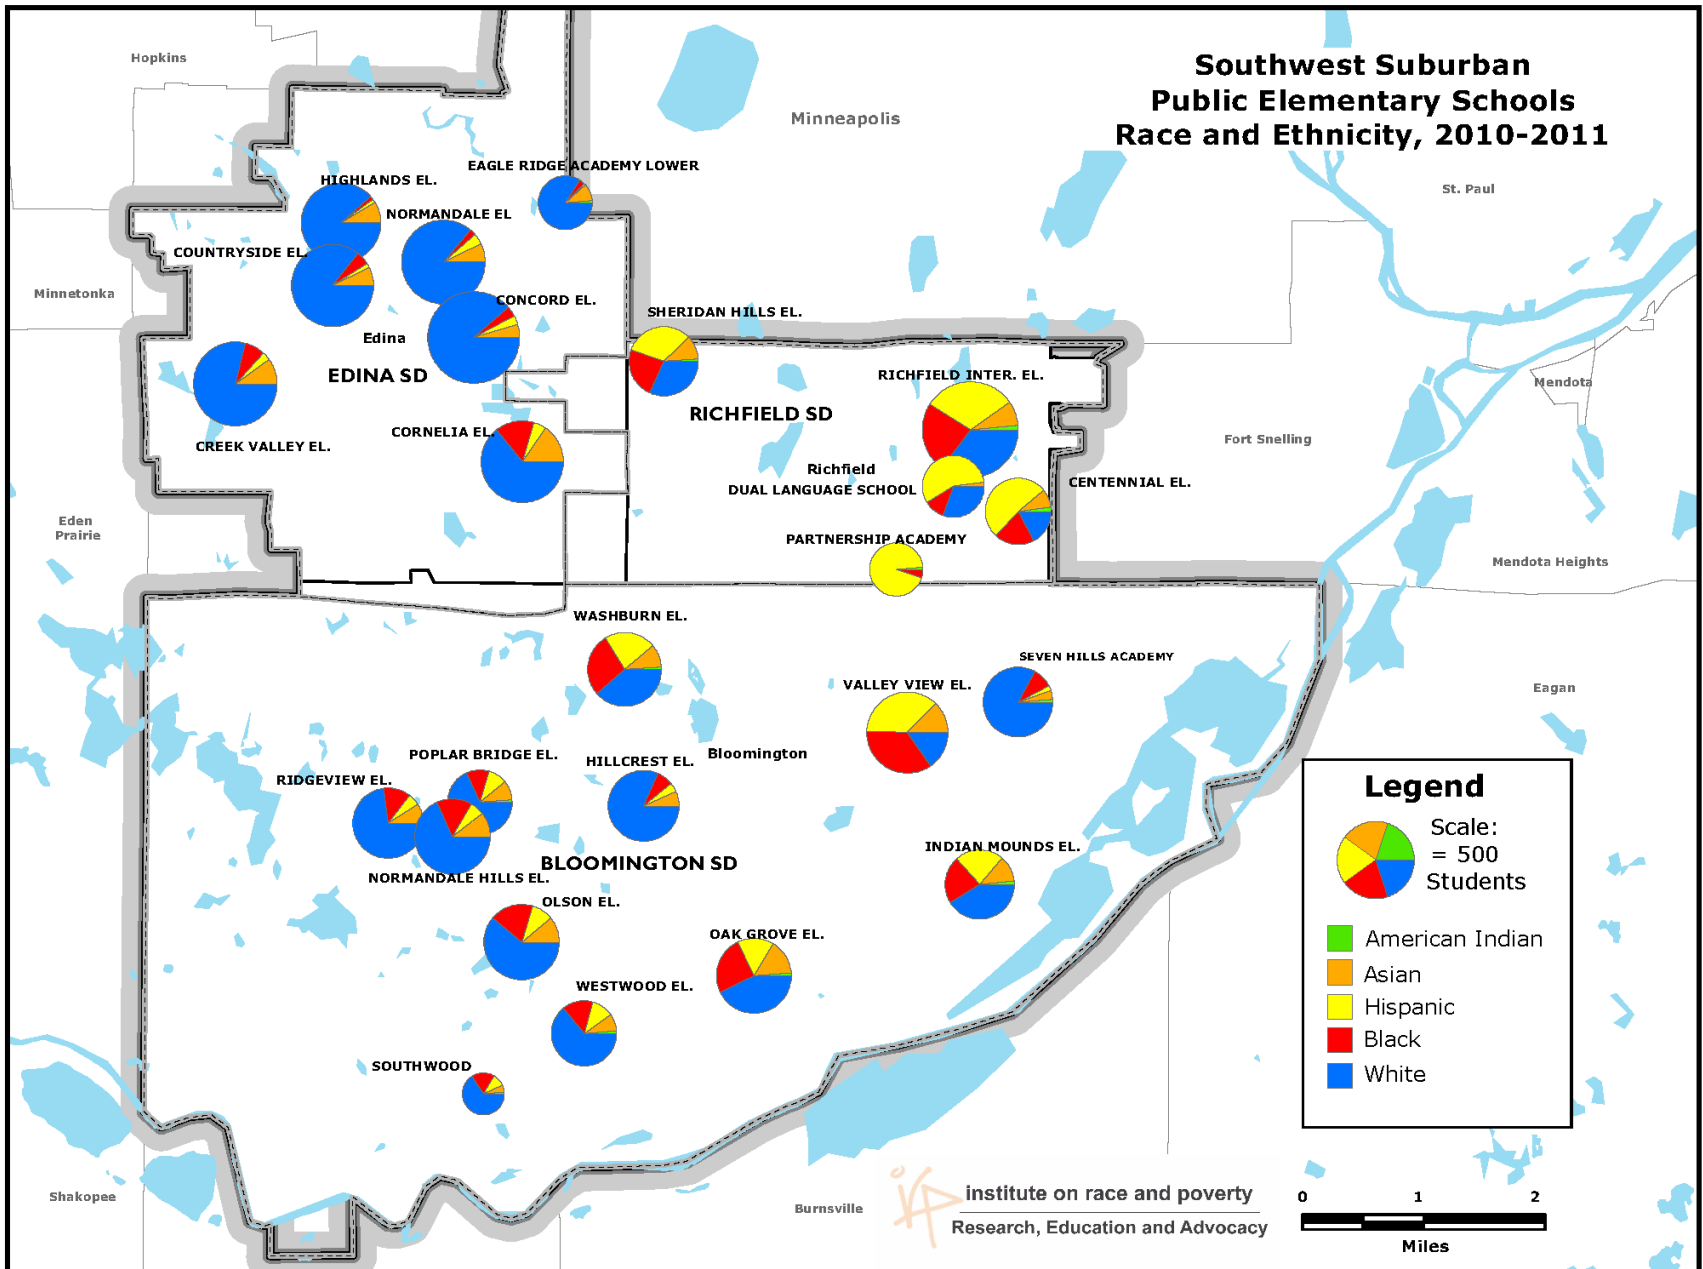 Southwest Suburban
Public Elementary Schools
Race and Ethnicity, 2010-2011
Hopkins
Minneapolis
EAGLE RIDGE ACADEMY LOWER
HIGHLANDS EL.
St. Paul
NORMANDALE EL
COUNTRYSIDE EL.
Minnetonka
CONCORD EL.
SHERIDAN HILLS EL.
Edina
EDINA SD
RICHFIELD INTER. EL.
Mendota
RICHFIELD SD
CORNELIA EL.
Fort Snelling
CREEK VALLEY EL.
Richfield
DUAL LANGUAGE SCHOOL
CENTENNIAL EL.
Eden
Prairie
PARTNERSHIP ACADEMY
Mendota Heights
WASHBURN EL.
SEVEN HILLS ACADEMY
VALLEY VIEW EL.
Eagan
POPLAR BRIDGE EL.
Bloomington
HILLCREST EL.
RIDGEVIEW EL.
Legend
Scale:
= 500
Students
INDIAN MOUNDS EL.
BLOOMINGTON SD
NORMANDALE HILLS EL.
OLSON EL.
OAK GROVE EL.
American Indian
Asian
WESTWOOD EL.
Hispanic
Black
SOUTHWOOD
White
Shakopee
Burnsville
irp
institute on race and poverty
Research, Education and Advocacy
0 1 2
Miles